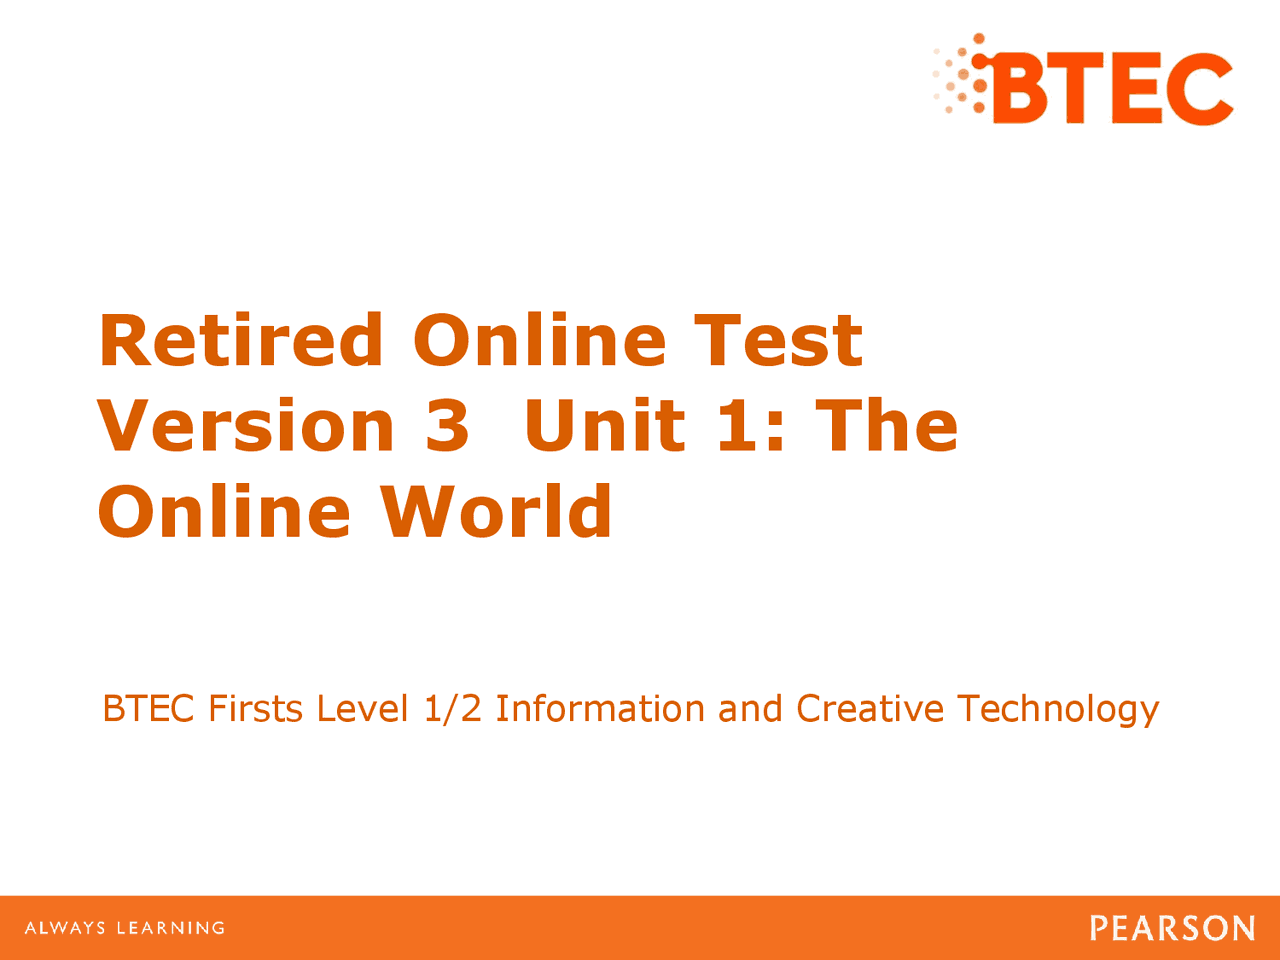 BTEC
Retired Online Test
Version 3  Unit 1: The
Online World
BTEC Firsts Level 1/2 Information and Creative Technology
ALWAYS LEARNING
PEARSON